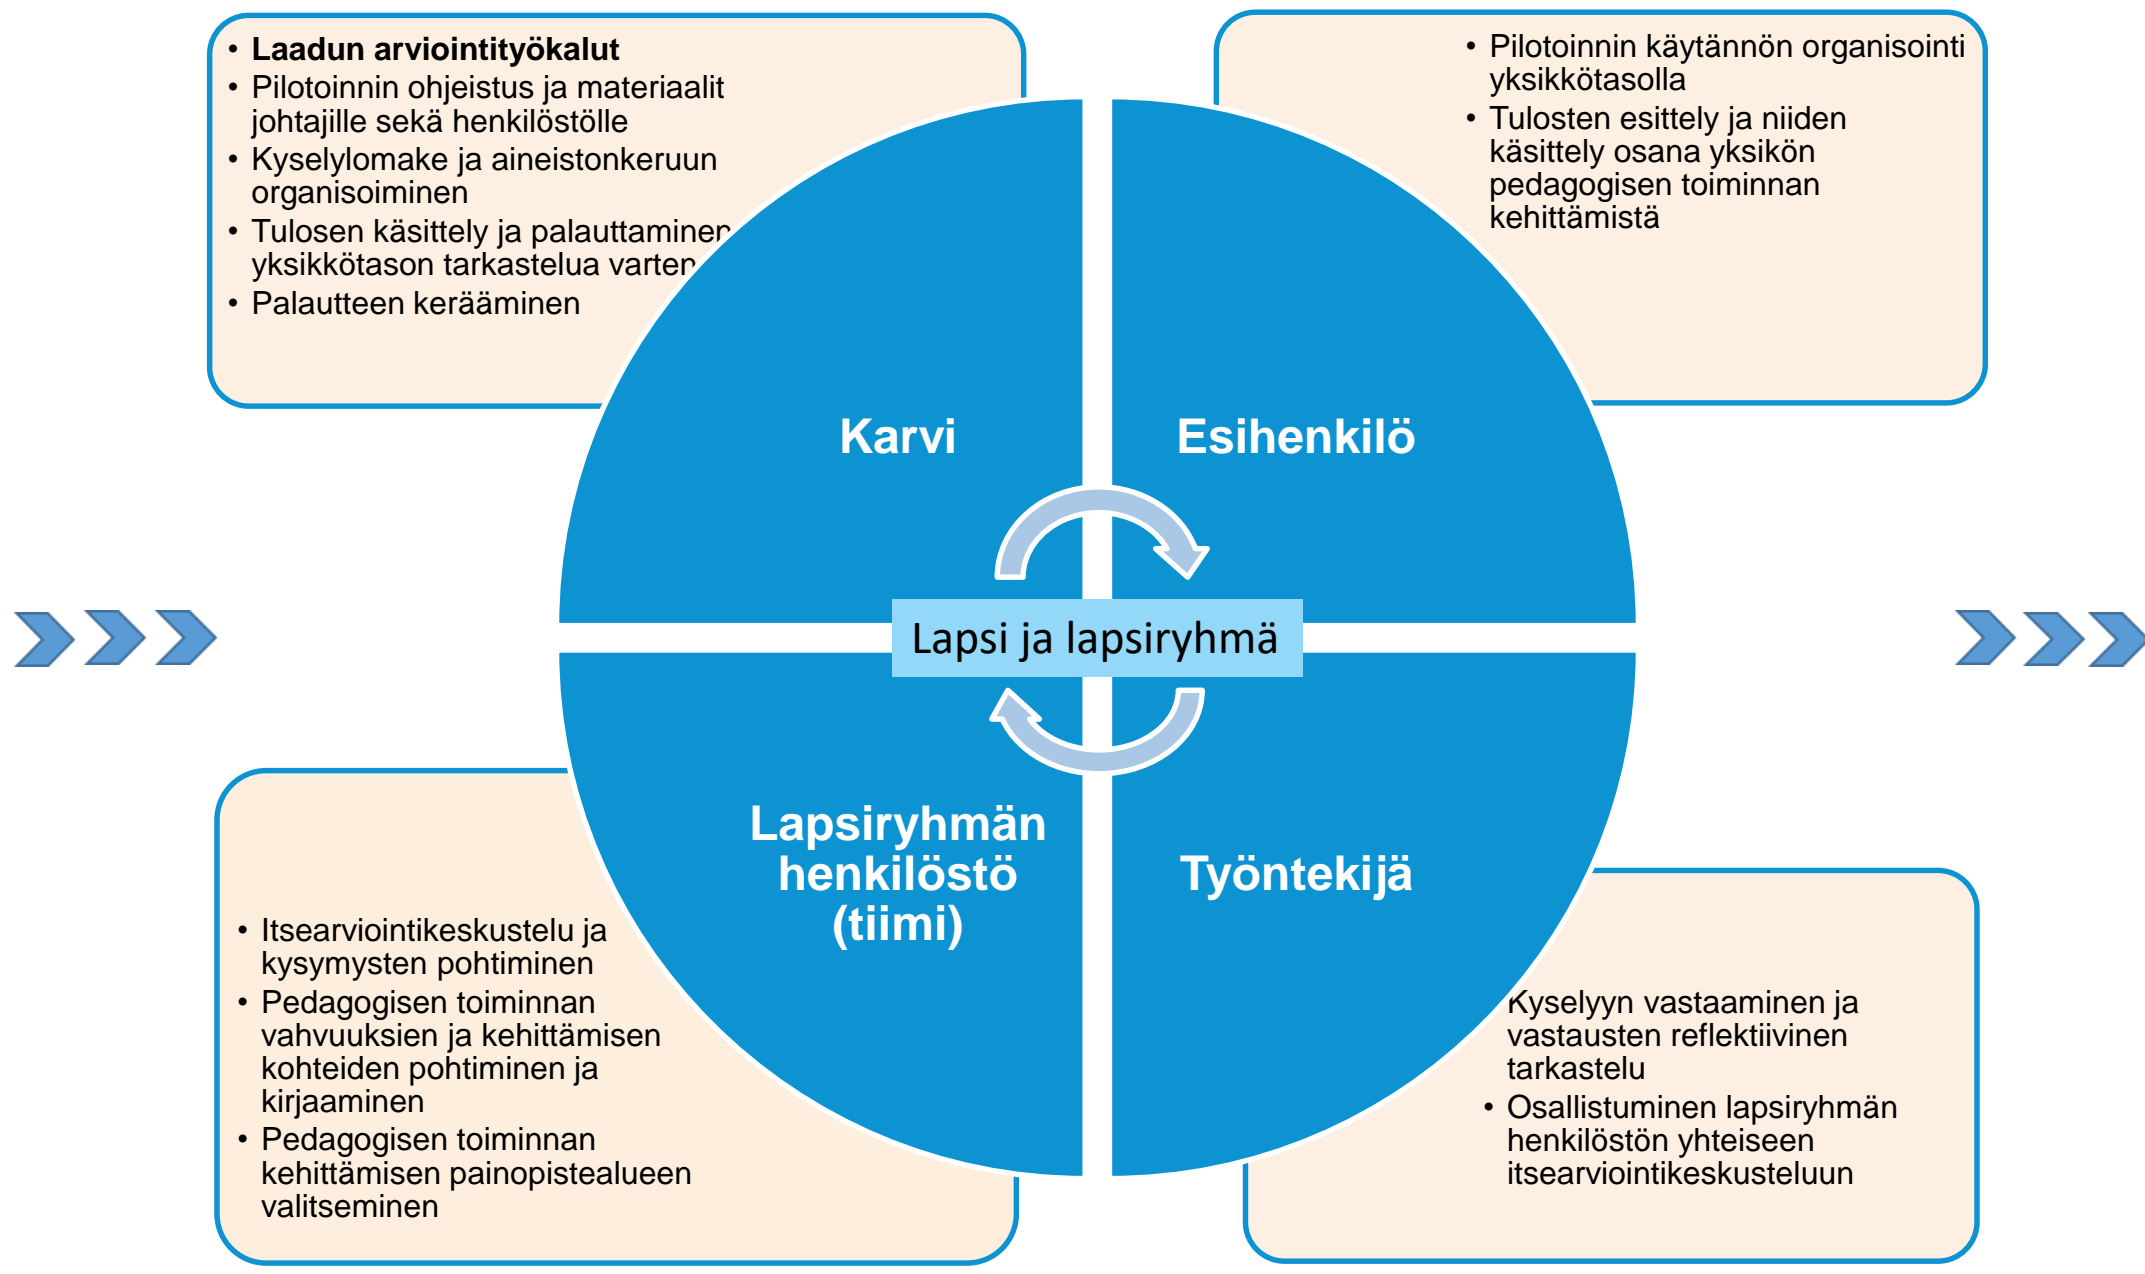 • Laadun arviointityökalut
• Pilotoinnin ohjeistus ja materiaalit
johtajille sekä henkilöstölle
• Kyselylomake ja aineistonkeruun
organisoiminen
• Tulosen käsittely ja palauttaminen
yksikkötason tarkastelua varten
• Palautteen kerääminen
• Pilotoinnin käytännön organisointi
yksikkötasolla
• Tulosten esittely ja niiden
käsittely osana yksikön
pedagogisen toiminnan
kehittämistä
Karvi
Esihenkilö
Lapsi ja lapsiryhmä
Lapsiryhmän
henkilöstö
(tiimi)
Työntekijä
• Itsearviointikeskustelu ja
kysymysten pohtiminen
• Pedagogisen toiminnan
vahvuuksien ja kehittämisen
kohteiden pohtiminen ja
kirjaaminen
• Pedagogisen toiminnan
kehittämisen painopistealueen
valitseminen
Kyselyyn vastaaminen ja
vastausten reflektiivinen
tarkastelu
• Osallistuminen lapsiryhmän
henkilöstön yhteiseen
itsearviointikeskusteluun